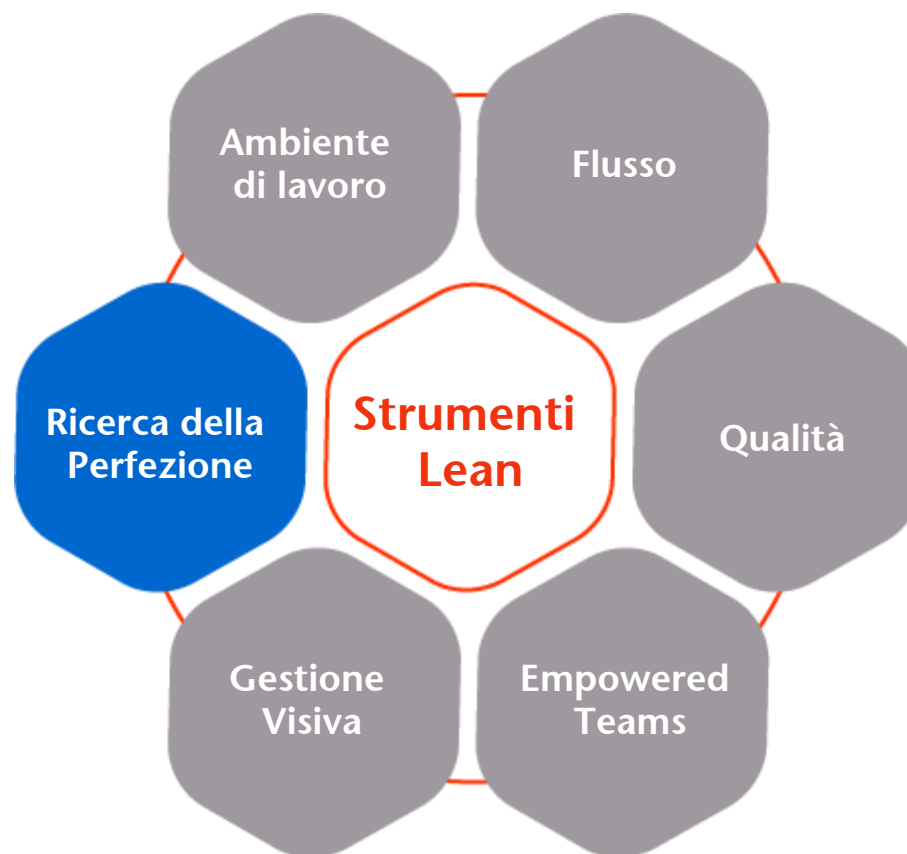 Ambiente
di lavoro
Flusso
Ricerca della
Perfezione
Strumenti
Lean
Qualità
Gestione
Visiva
Empowered
Teams